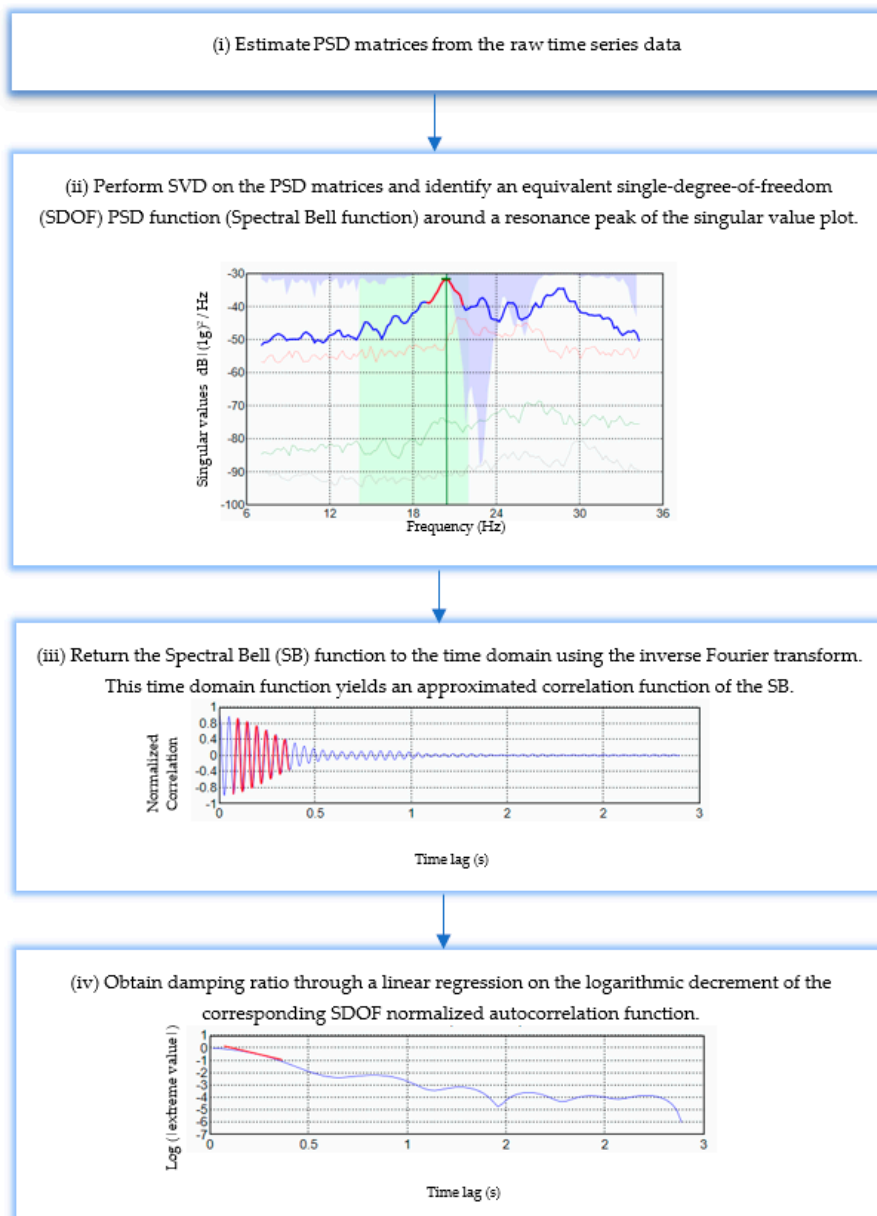 (i) Estimate PSD matrices from the raw time series data
(ii) Perform SVD on the PSD matrices and identify an equivalent single-degree-of-freedom
(SDOF) PSD function (Spectral Bell function) around a resonance peak of the singular value plot.
Singular values dB|(1g)² / Hz
-30
-40
-50
-60
-70
-80
-90
-100
6 12 18 24 30 36
Frequency (Hz)
(iii) Return the Spectral Bell (SB) function to the time domain using the inverse Fourier transform.
This time domain function yields an approximated correlation function of the SB.
Normalized
Correlation
1
0.8
0.4
0
-0.4
-0.8
-1
0 0.5 1 2 2 3
Time lag (s)
(iv) Obtain damping ratio through a linear regression on the logarithmic decrement of the
corresponding SDOF normalized autocorrelation function.
Log (|extreme value|)
1
0
-1
-2
-3
-4
-5
-6
-7
0 0.5 1 2 2 3
Time lag (s)